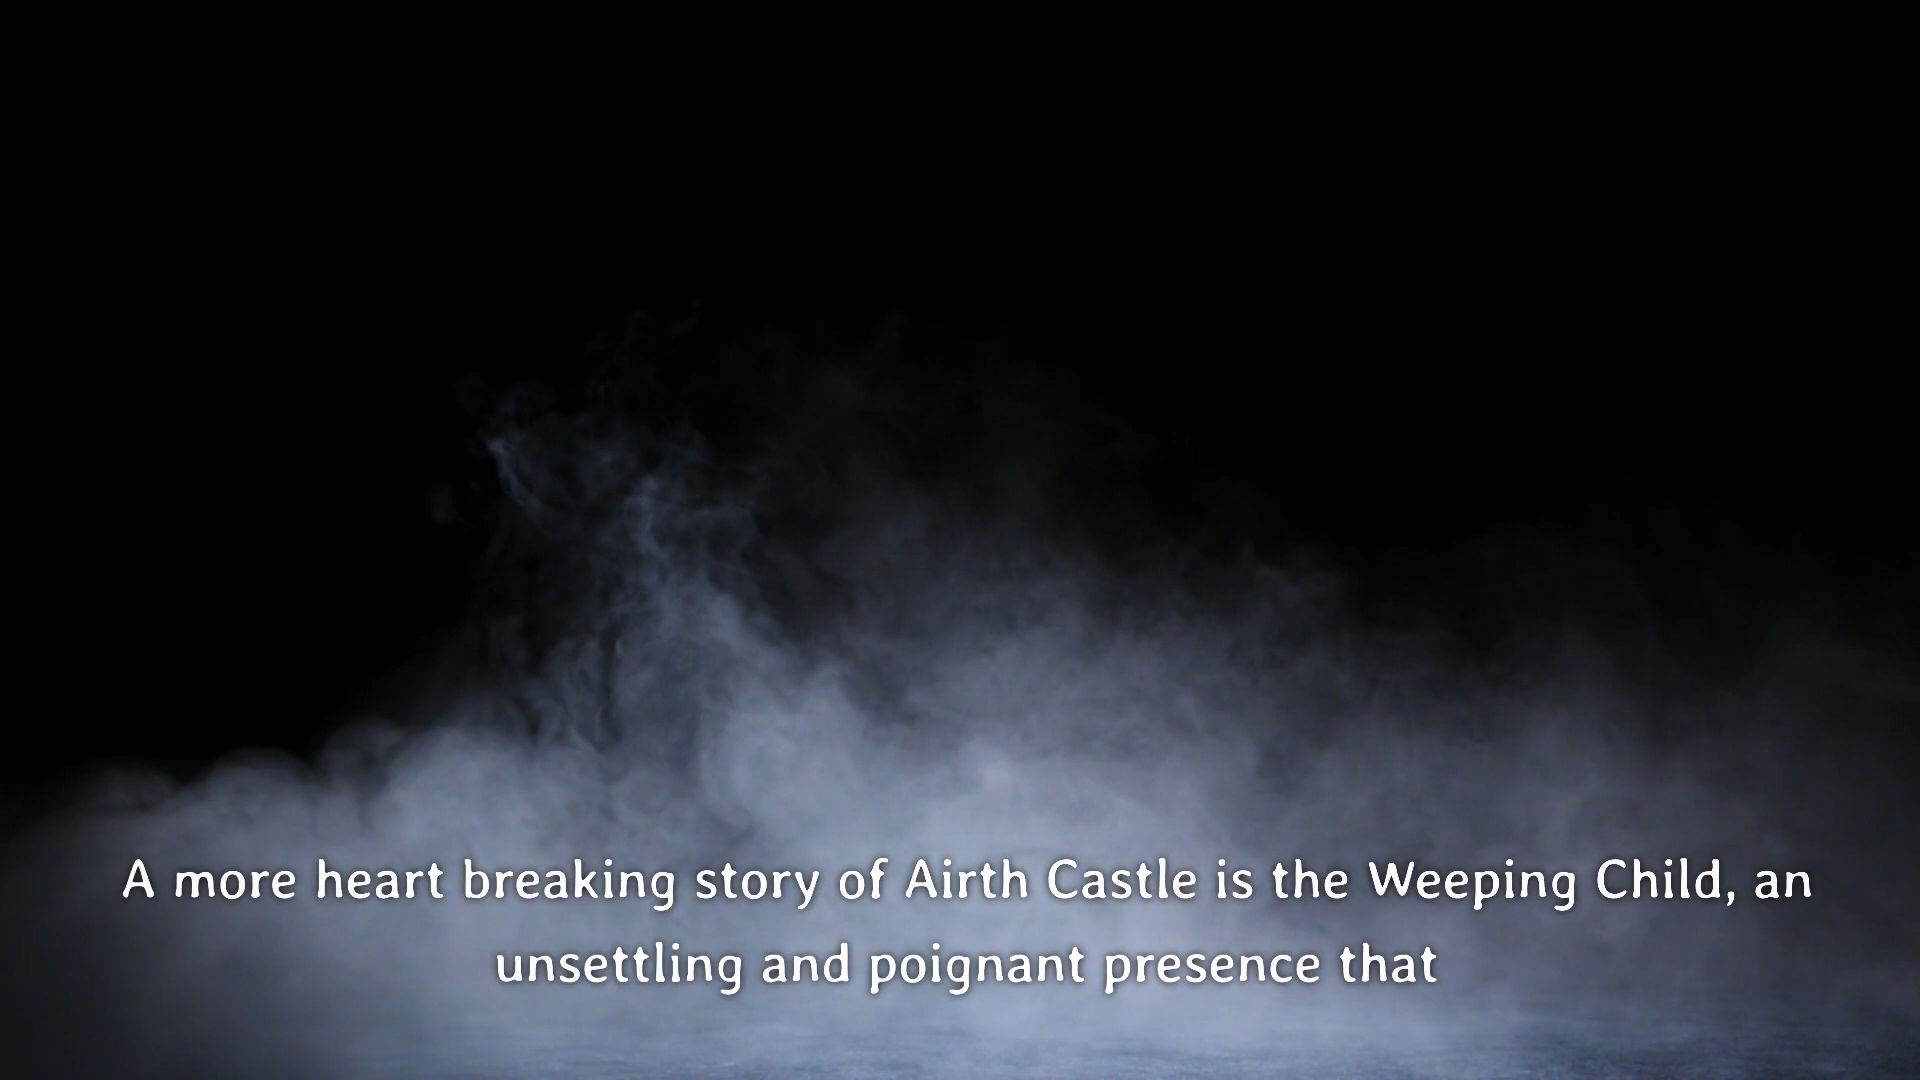 A more heart breaking story of Airth Castle is the Weeping Child, an
unsettling and poignant presence that